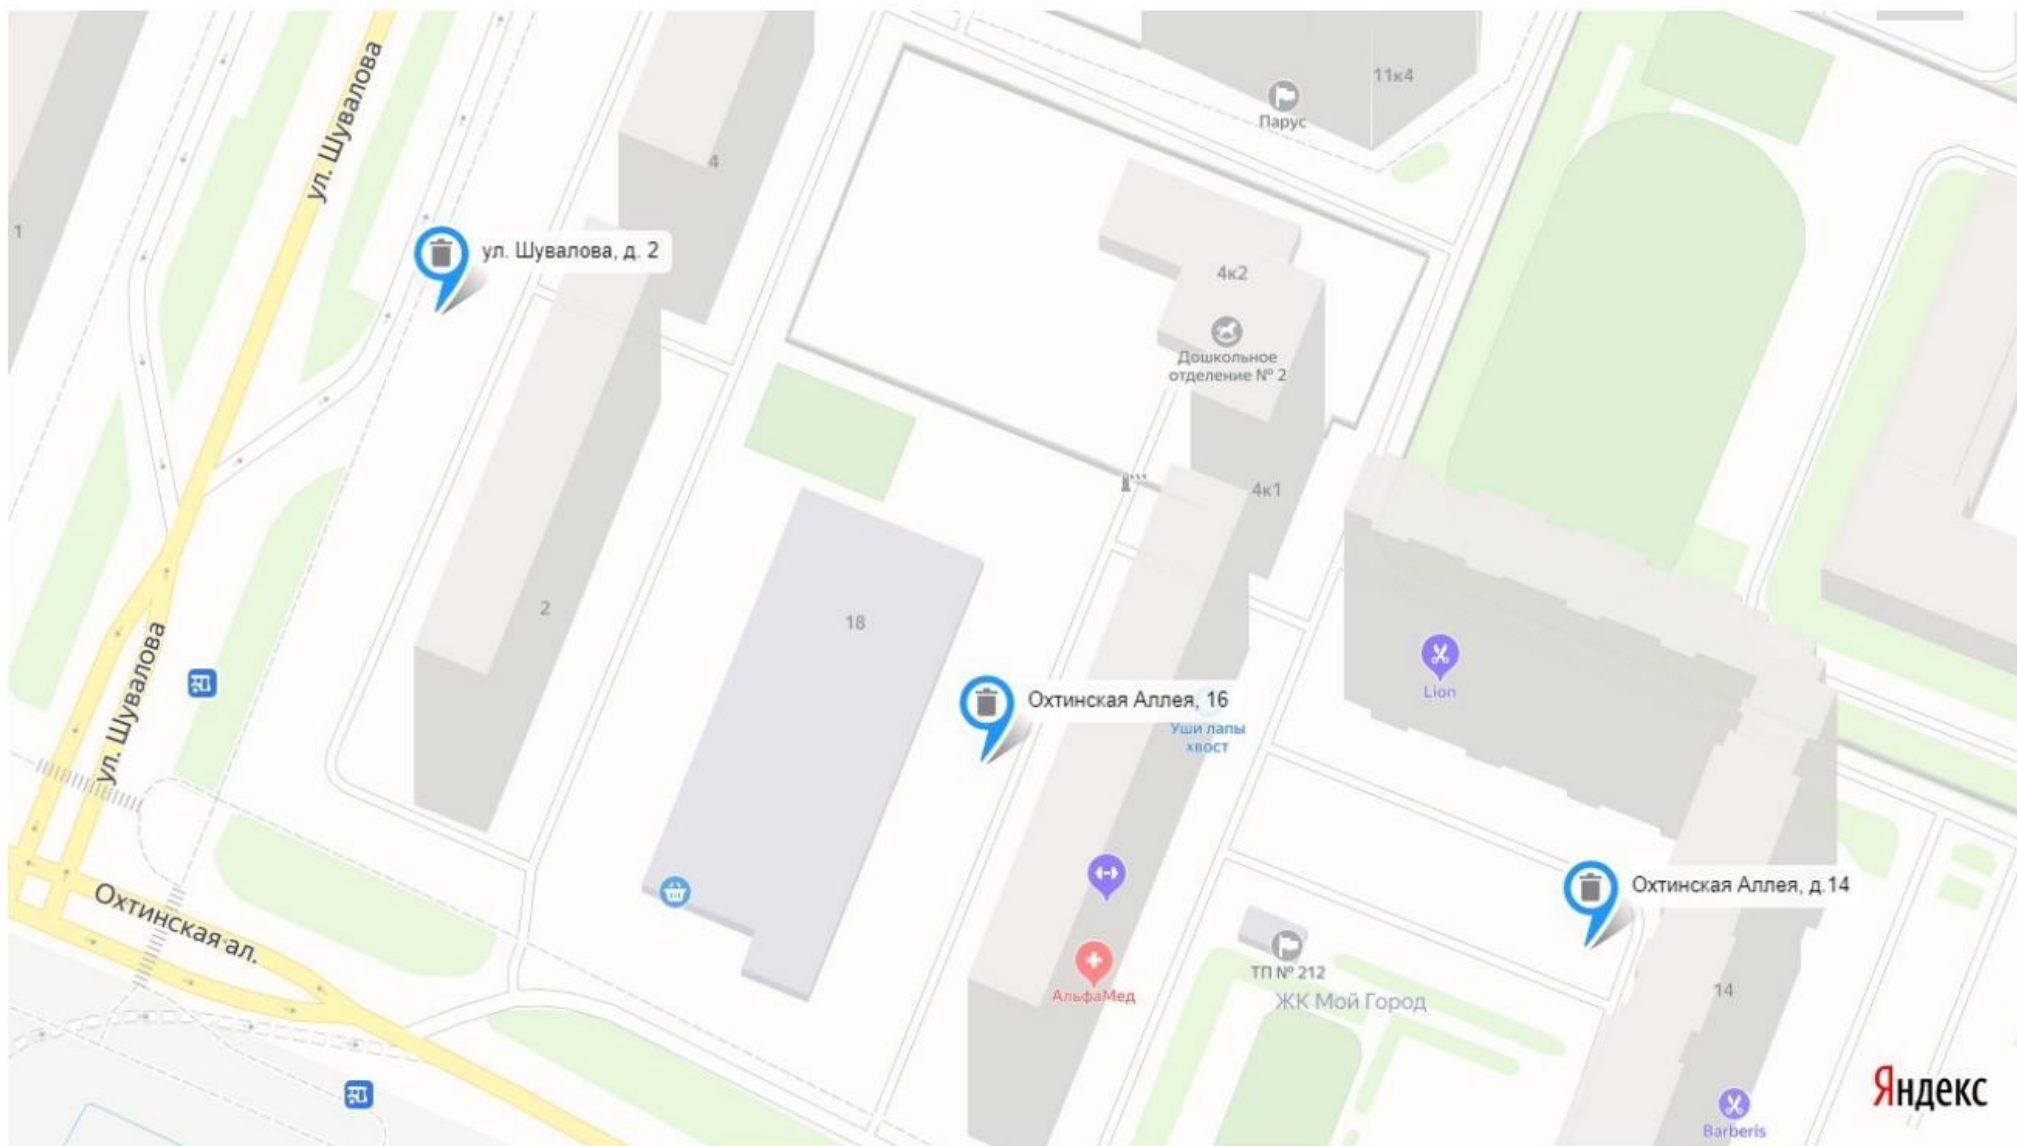 ул. Шувалова
11к4
Парус
4
1
ул. Шувалова, д. 2
4к2
Дошкольное
отделение № 2
4к1
2
18
ул. Шувалова
Lion
Охтинская Аллея, 16
Уши лапы
хвост
Охтинская Аллея, д.14
Охтинская ал.
ТП № 212
АльфаМед
ЖК Мой Город
14
Яндекс
Barberis